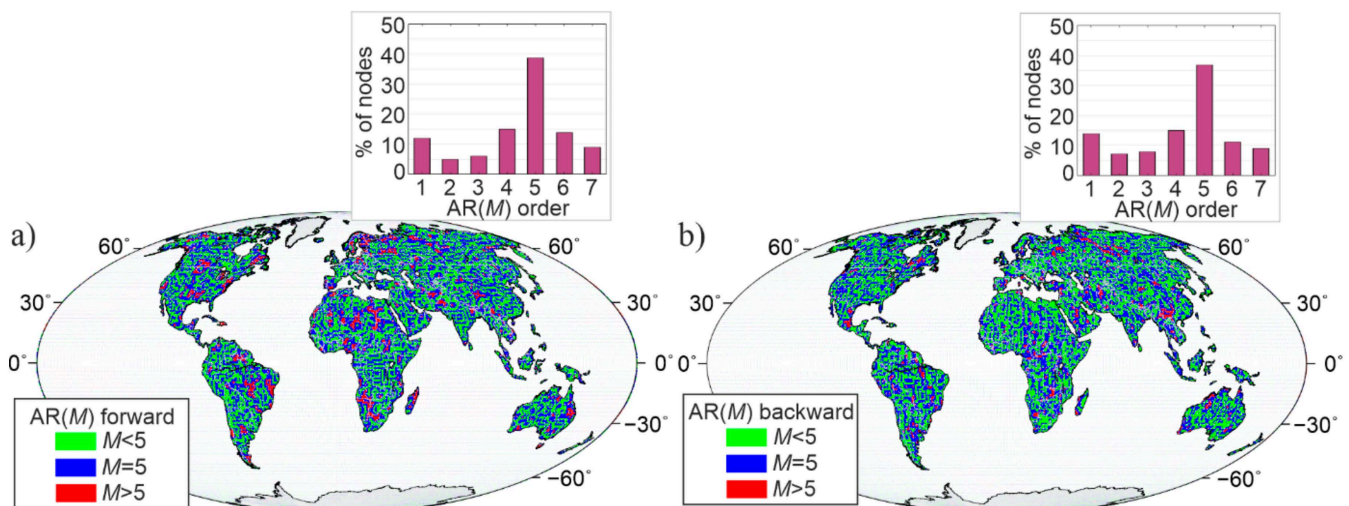 50
40
30
20
10
0
% of nodes
1 2 3 4 5 6 7
AR(M) order
a)
60°
60°
30°
30°
0°
0°
−30°
−60°
AR(M) forward
M<5
M=5
M>5
50
40
30
20
10
0
% of nodes
1 2 3 4 5 6 7
AR(M) order
b)
60°
60°
30°
30°
0°
−30°
−60°
AR(M) backward
M<5
M=5
M>5